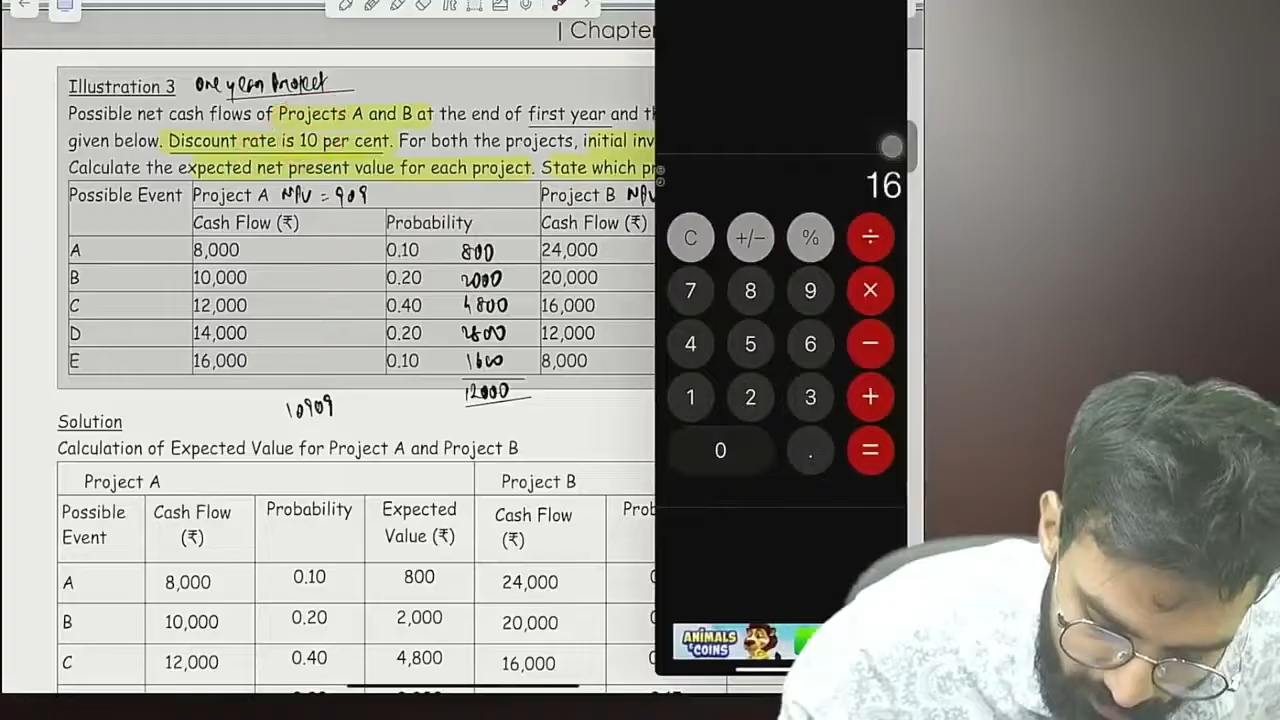 | Chapter
Illustration 3 One year Project
Possible net cash flows of Projects A and B at the end of first year and th
given below. Discount rate is 10 per cent. For both the projects, initial inv
Calculate the expected net present value for each project. State which pr
Possible Event Project A NPV = 909 Project B NPV
Cash Flow (₹) Probability Cash Flow (₹)
A 8,000 0.10 800 24,000
B 10,000 0.20 2000 20,000
C 12,000 0.40 4800 16,000
D 14,000 0.20 2800 12,000
E 16,000 0.10 1600 8,000
12000
10909
Solution
Calculation of Expected Value for Project A and Project B
Project A Project B
Possible Event Cash Flow (₹) Probability Expected Value (₹) Cash Flow (₹) Prob
A 8,000 0.10 800 24,000
B 10,000 0.20 2,000 20,000
C 12,000 0.40 4,800 16,000
16
C +/− % ÷
7 8 9 ×
4 5 6 −
1 2 3 +
0 . =
ANIMALS & COINS